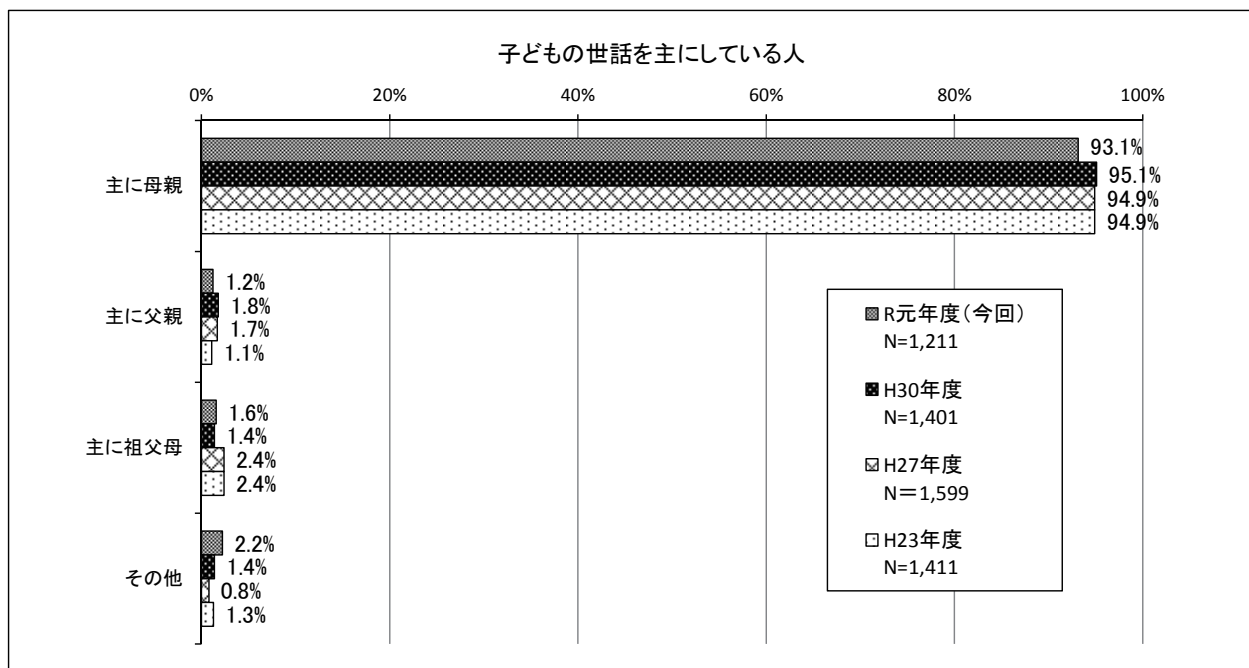 子どもの世話を主にしている人
0% 20% 40% 60% 80% 100%
主に母親
93.1%
95.1%
94.9%
94.9%
主に父親
1.2%
1.8%
1.7%
1.1%
主に祖父母
1.6%
1.4%
2.4%
2.4%
その他
2.2%
1.4%
0.8%
1.3%
R元年度(今回)
N=1,211
H30年度
N=1,401
H27年度
N=1,599
H23年度
N=1,411